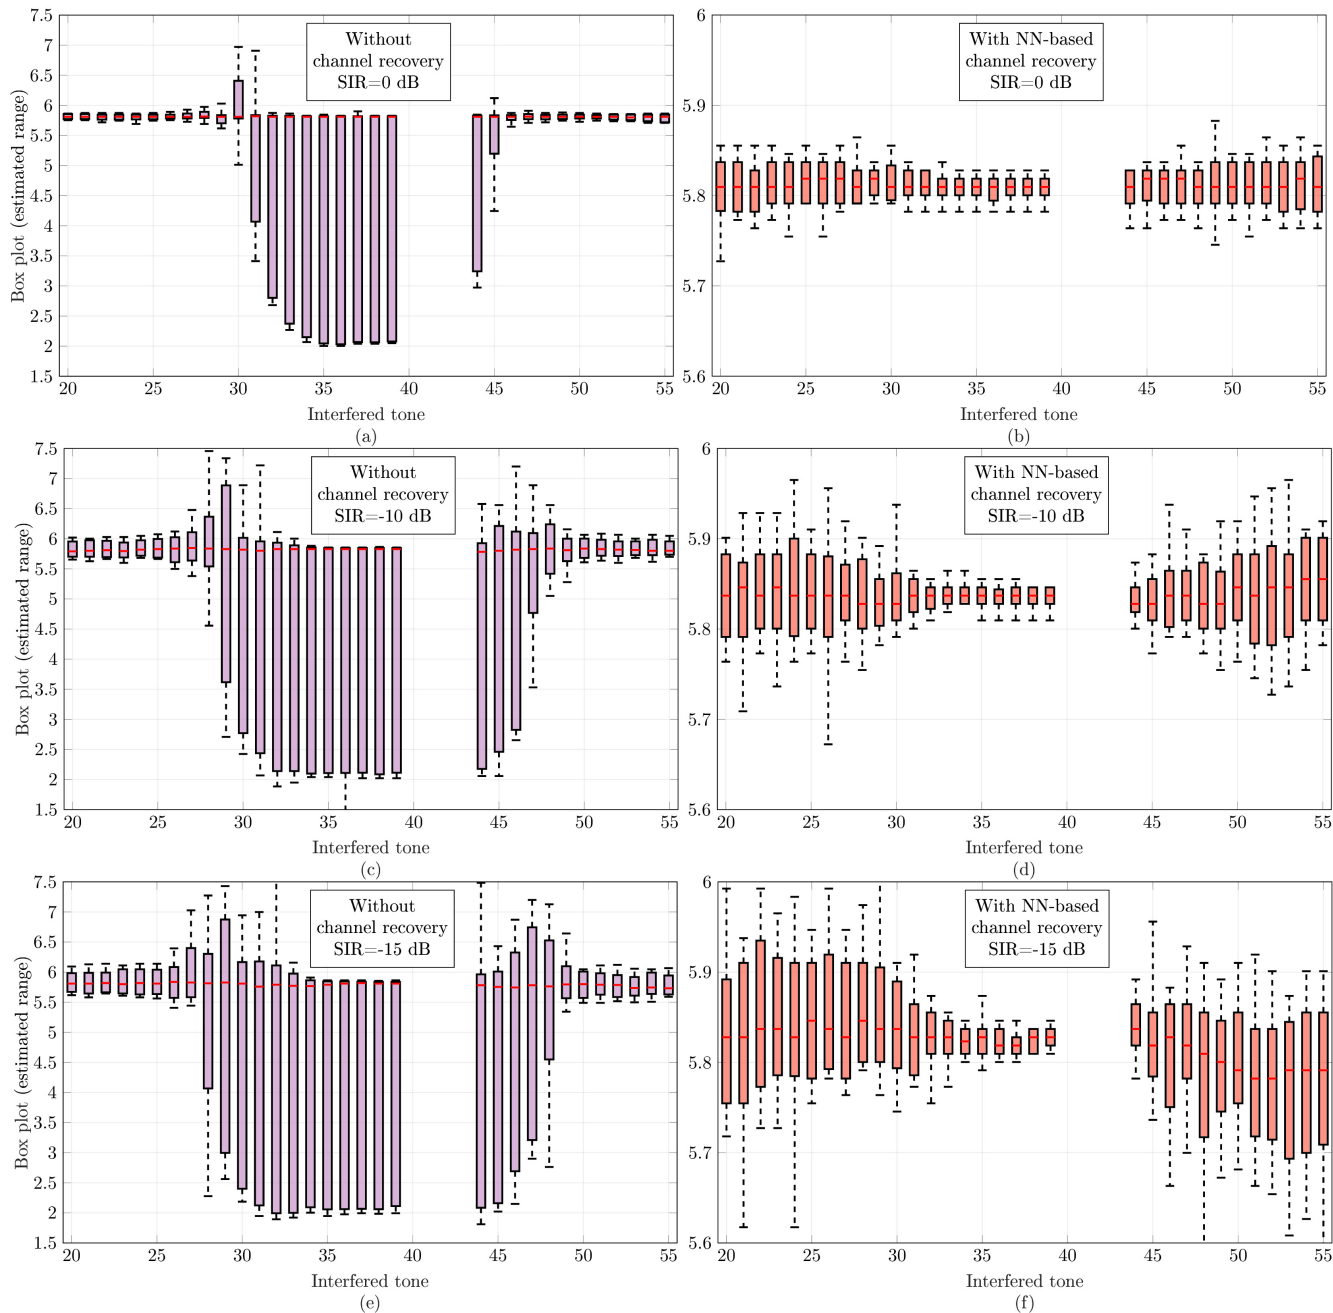 Box plot (estimated range)
7.5
7
6.5
6
5.5
5
4.5
4
3.5
3
2.5
2
1.5
Without
channel recovery
SIR=0 dB
20 25 30 35 40 45 50 55
Interfered tone
(a)
6
5.9
5.8
5.7
5.6
With NN-based
channel recovery
SIR=0 dB
20 25 30 35 40 45 50 55
Interfered tone
(b)
Box plot (estimated range)
7.5
7
6.5
6
5.5
5
4.5
4
3.5
3
2.5
2
1.5
Without
channel recovery
SIR=-10 dB
20 25 30 35 40 45 50 55
Interfered tone
(c)
6
5.9
5.8
5.7
5.6
With NN-based
channel recovery
SIR=-10 dB
20 25 30 35 40 45 50 55
Interfered tone
(d)
Box plot (estimated range)
7.5
7
6.5
6
5.5
5
4.5
4
3.5
3
2.5
2
1.5
Without
channel recovery
SIR=-15 dB
20 25 30 35 40 45 50 55
Interfered tone
(e)
6
5.9
5.8
5.7
5.6
With NN-based
channel recovery
SIR=-15 dB
20 25 30 35 40 45 50 55
Interfered tone
(f)